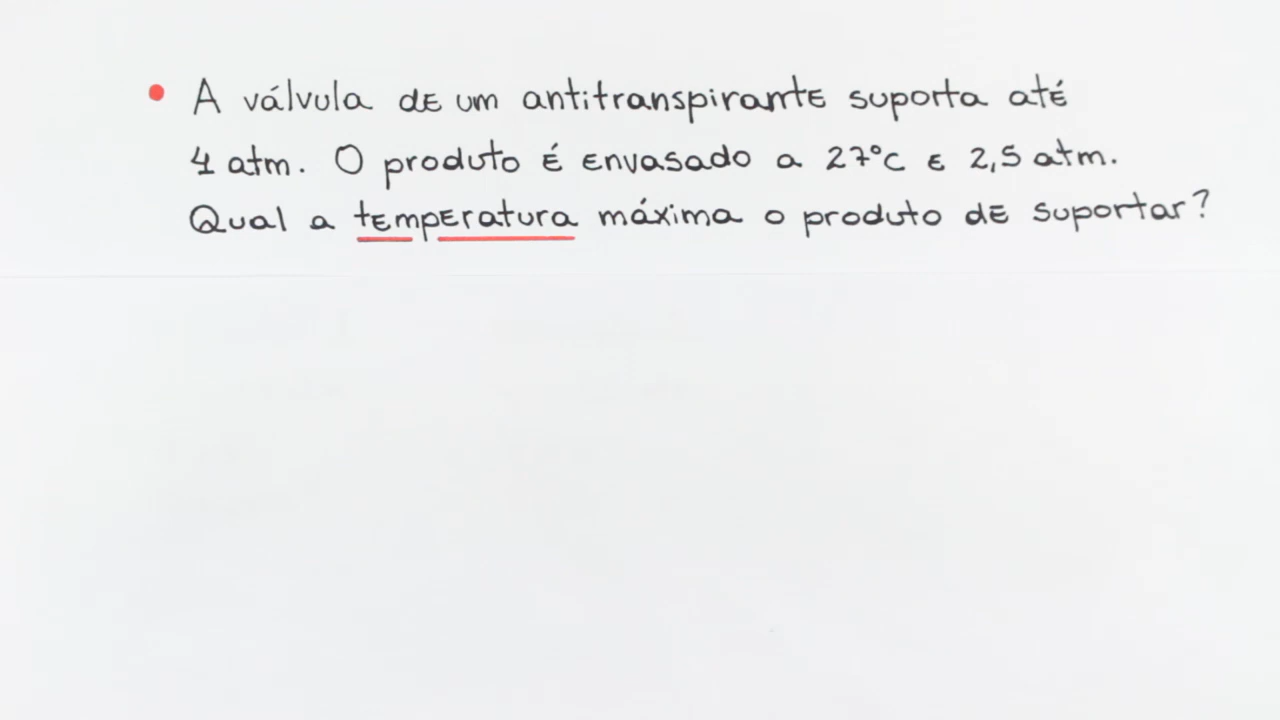 A válvula de um antitranspirante suporta até
4 atm. O produto é envasado a 27°C e 2,5 atm.
Qual a temperatura máxima o produto de suportar?